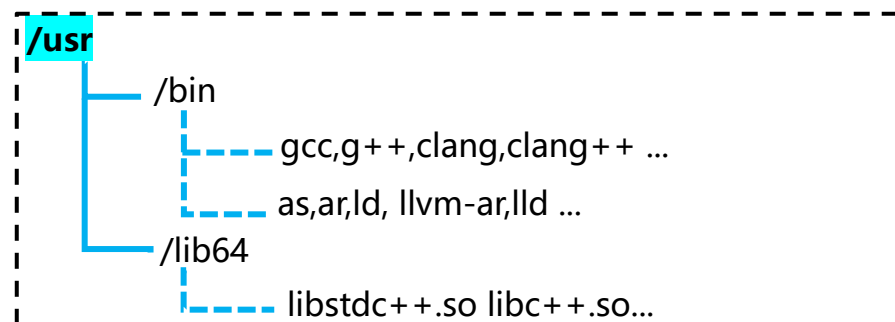 /usr
/bin
gcc,g++,clang,clang++ ...
as,ar,ld, llvm-ar,lld ...
/lib64
libstdc++.so libc++.so...